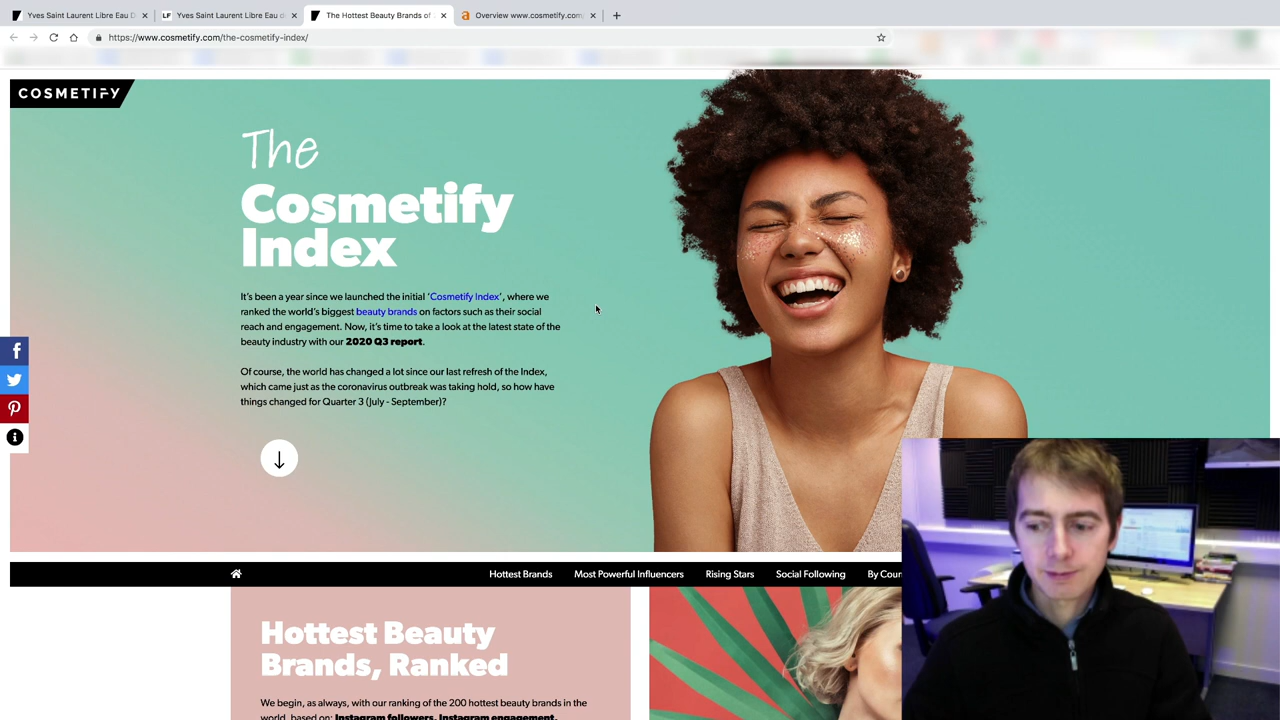 Yves Saint Laurent Libre Eau D
Yves Saint Laurent Libre Eau d
The Hottest Beauty Brands of
Overview www.cosmetify.com
https://www.cosmetify.com/the-cosmetify-index/
COSMETIFY
The
Cosmetify
Index
It's been a year since we launched the initial 'Cosmetify Index', where we
ranked the world's biggest beauty brands on factors such as their social
reach and engagement. Now, it's time to take a look at the latest state of the
beauty industry with our 2020 Q3 report.
Of course, the world has changed a lot since our last refresh of the Index,
which came just as the coronavirus outbreak was taking hold, so how have
things changed for Quarter 3 (July - September)?
Hottest Brands Most Powerful Influencers Rising Stars Social Following By Coun
Hottest Beauty
Brands, Ranked
We begin, as always, with our ranking of the 200 hottest beauty brands in the
world, based on: Instagram followers, Instagram engagement,